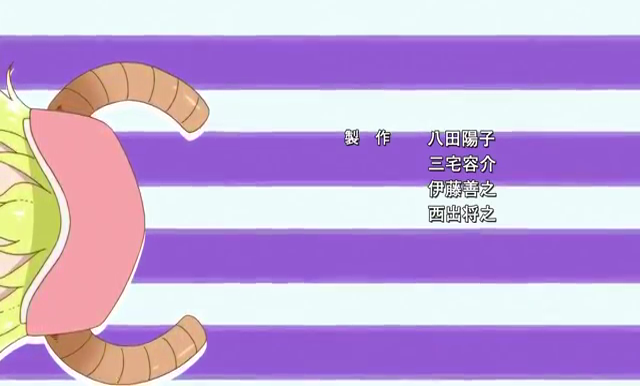 製作 八田陽子
三宅容介
伊藤善之
西出将之